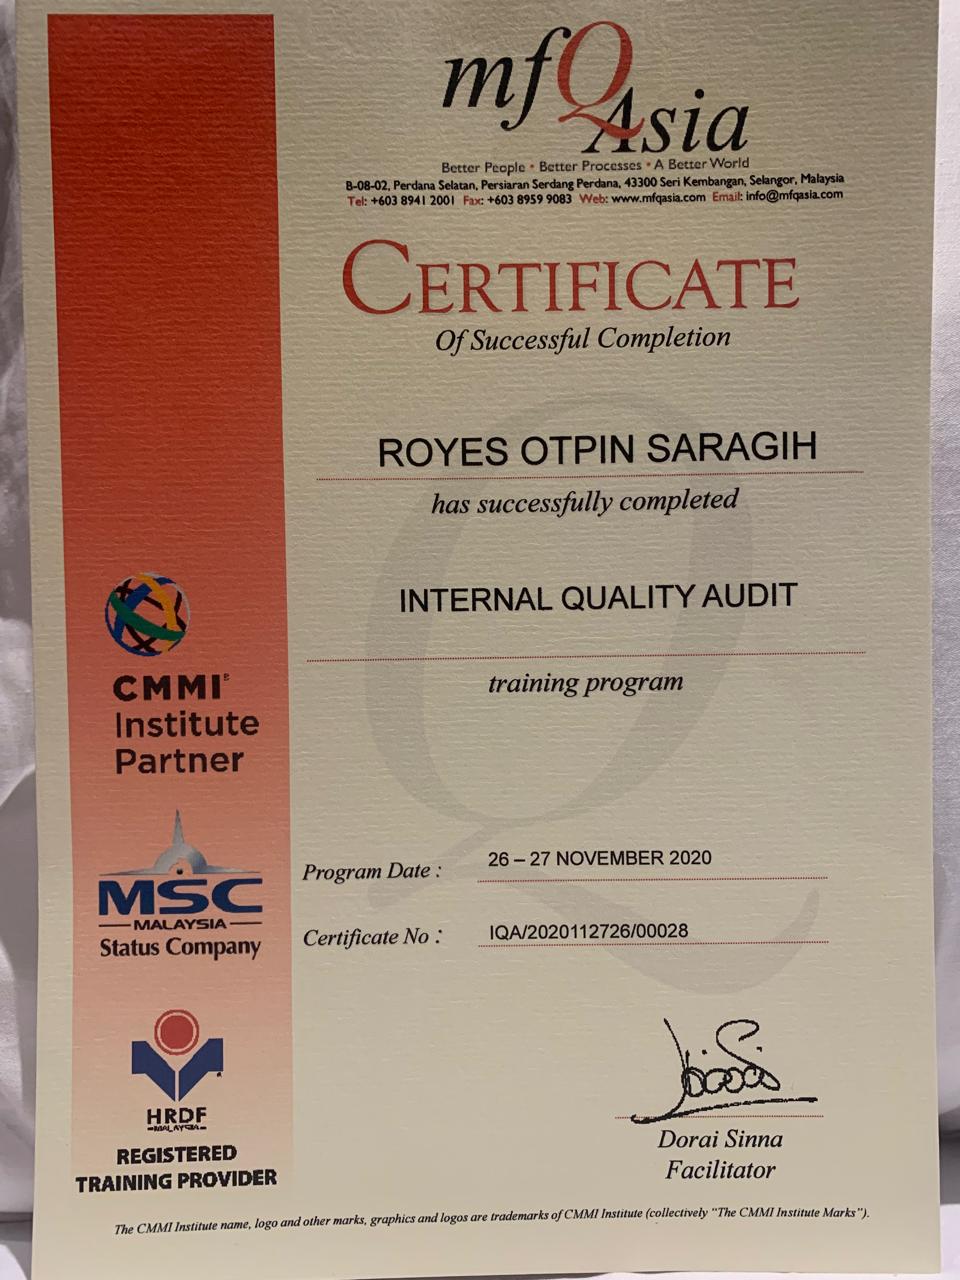 mfQ Asia
Better People • Better Processes • A Better World
B-08-02, Perdana Selatan, Persiaran Serdang Perdana, 43300 Seri Kembangan, Selangor, Malaysia
Tel: +603 8941 2001 Fax: +603 8959 9083 Web: www.mfqasia.com Email: info@mfqasia.com
CERTIFICATE
Of Successful Completion
ROYES OTPIN SARAGIH
has successfully completed
INTERNAL QUALITY AUDIT
training program
CMMI®
Institute
Partner
MSC
MALAYSIA
Status Company
Program Date : 26 – 27 NOVEMBER 2020
Certificate No : IQA/2020112726/00028
HRDF
MALAYSIA
REGISTERED
TRAINING PROVIDER
Dorai Sinna
Facilitator
The CMMI Institute name, logo and other marks, graphics and logos are trademarks of CMMI Institute (collectively "The CMMI Institute Marks").